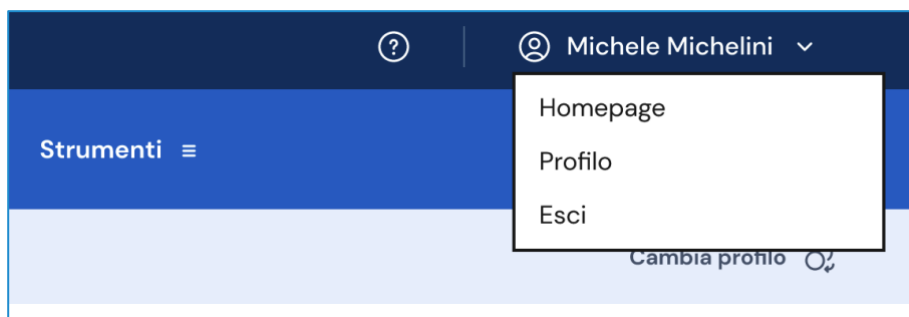 Michele Michelini
Homepage
Strumenti
Profilo
Esci
Cambia profilo